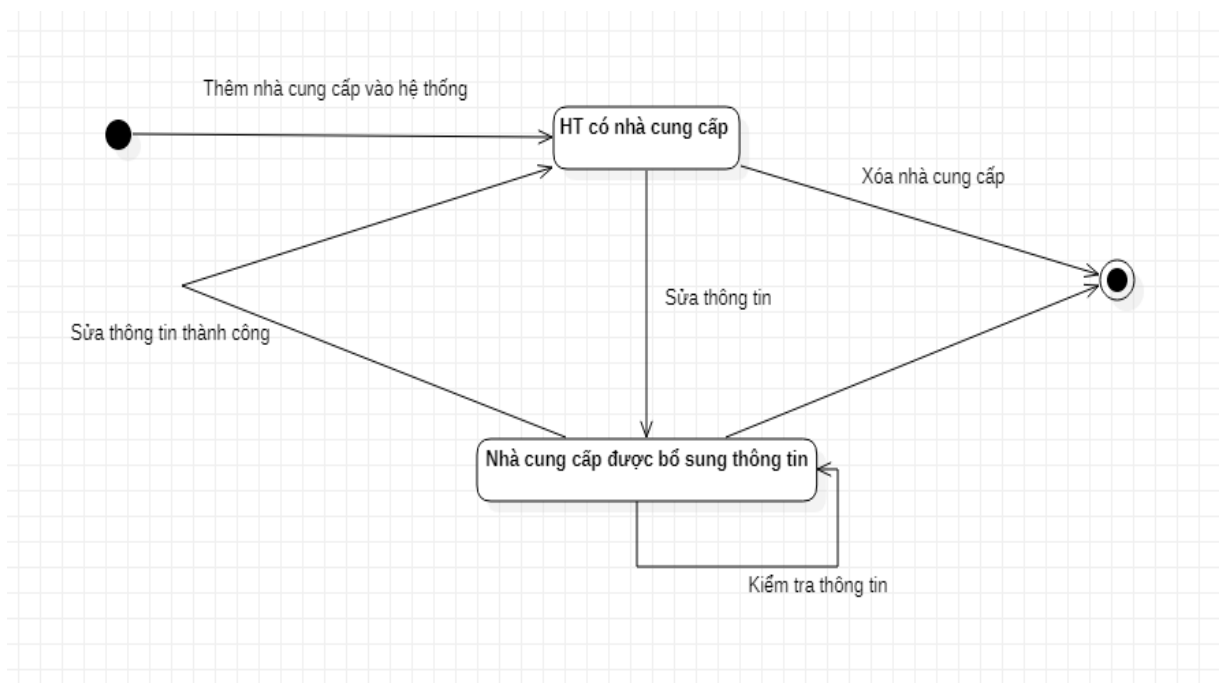 Thêm nhà cung cấp vào hệ thống
HT có nhà cung cấp
Xóa nhà cung cấp
Sửa thông tin
Sửa thông tin thành công
Nhà cung cấp được bổ sung thông tin
Kiểm tra thông tin